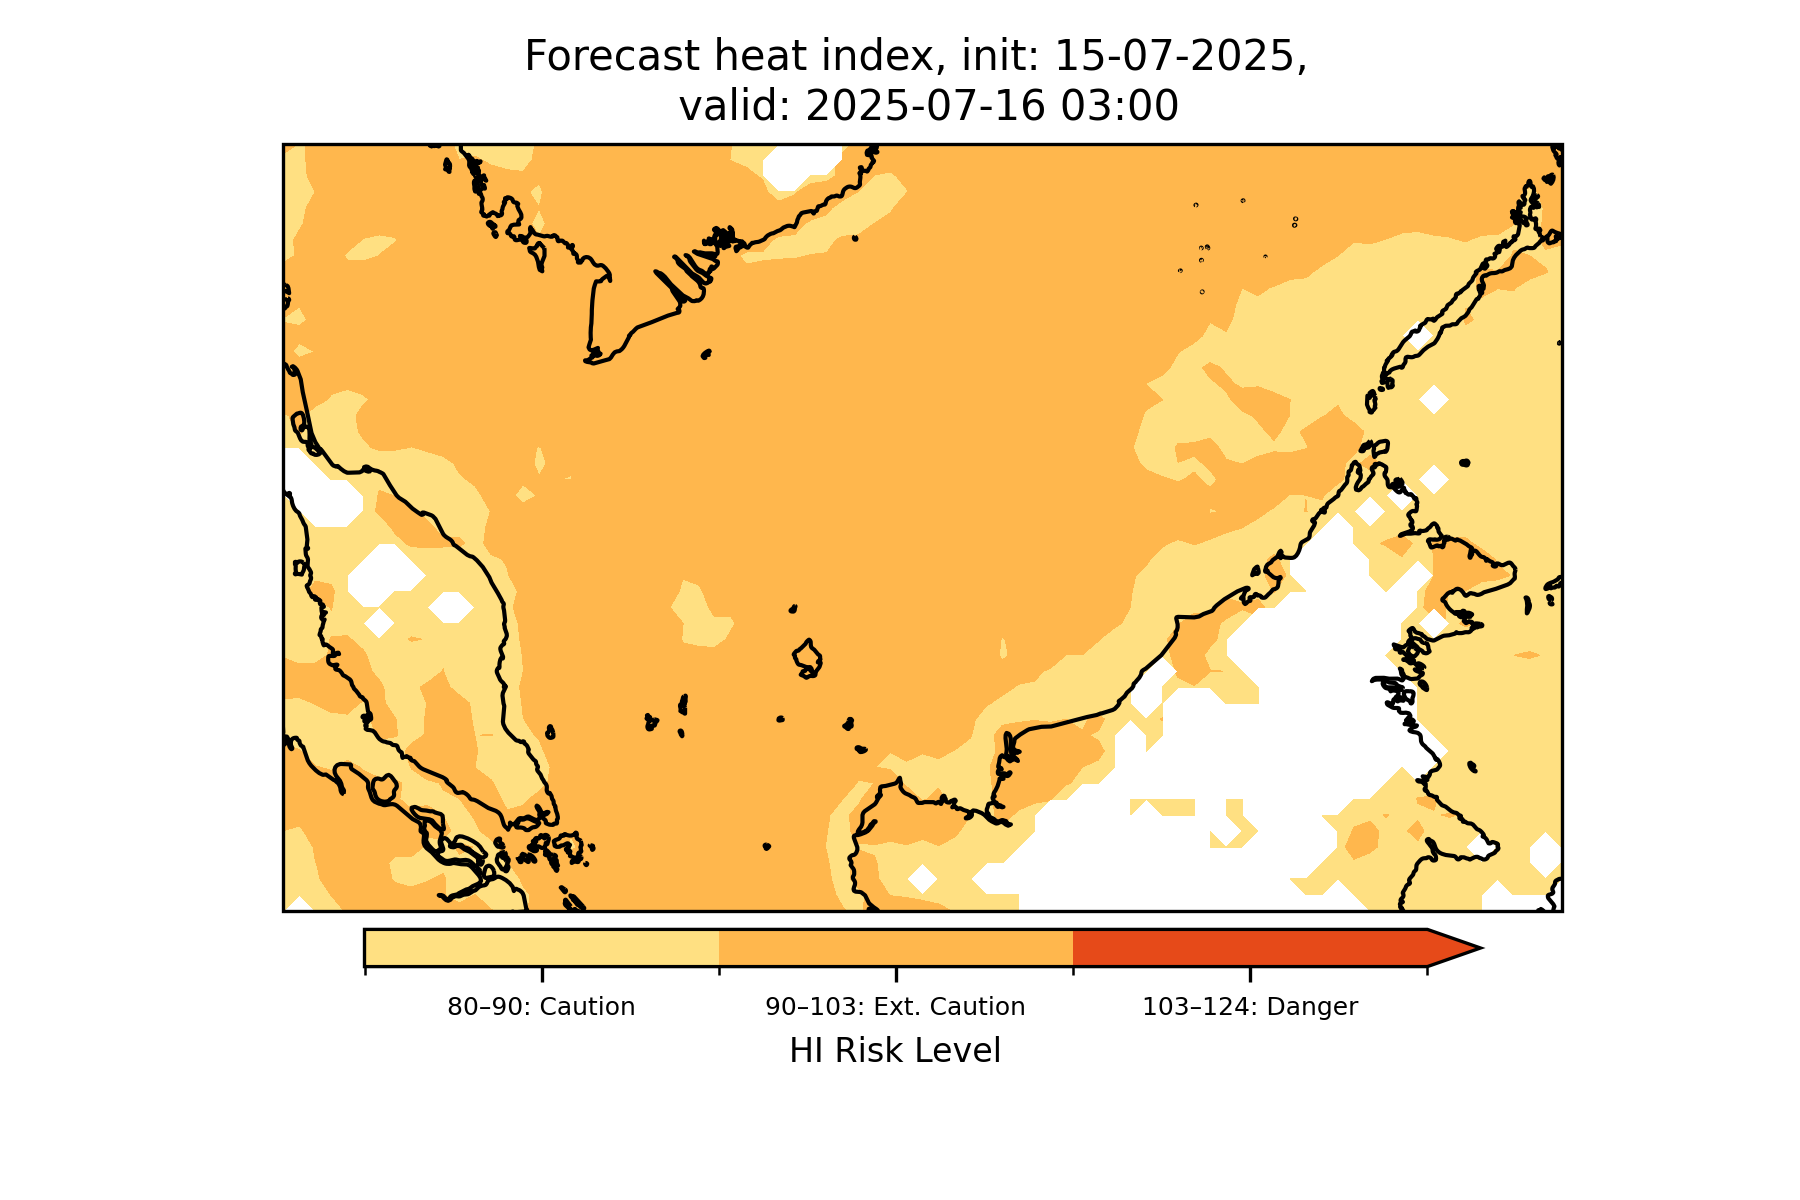 Forecast heat index, init: 15-07-2025,
valid: 2025-07-16 03:00
80–90: Caution
90–103: Ext. Caution
103–124: Danger
HI Risk Level